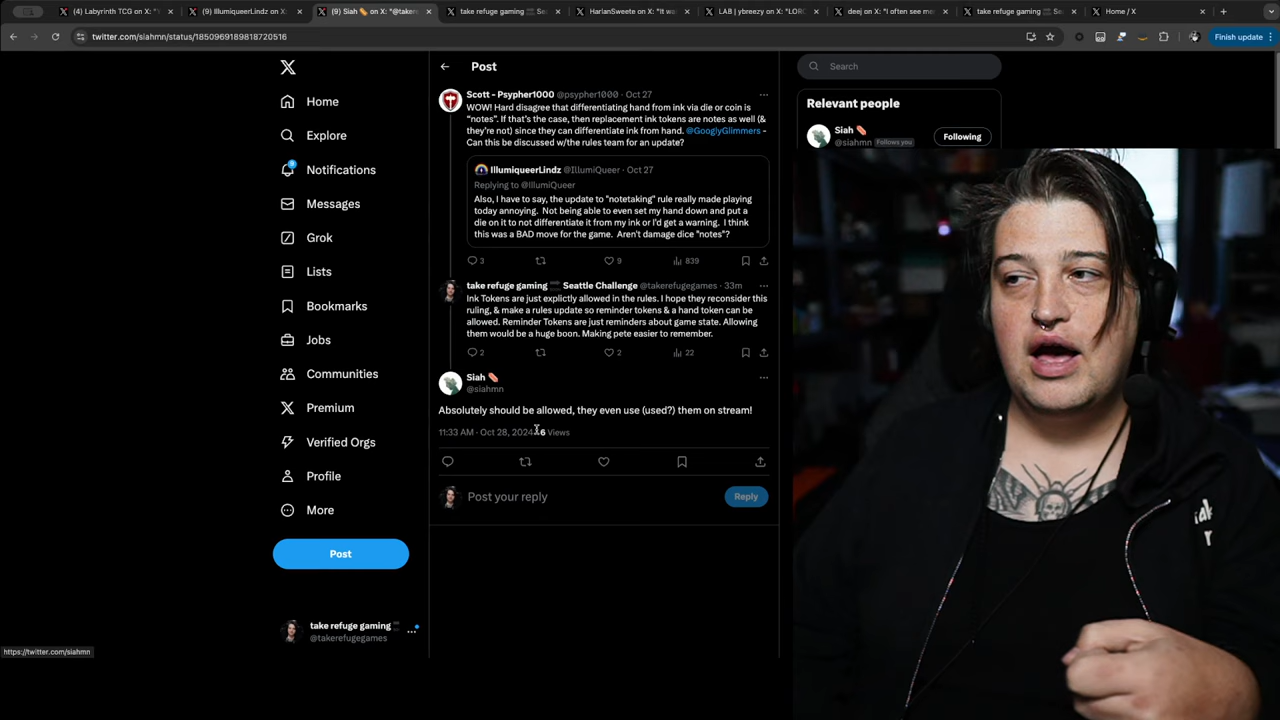 (4) Labyrinth TCG on X: "
(9) IllumiqueerLindz on X:
(9) Siah on X: "@take
take refuge gaming
HarlanSweete on X: "It wa
LAB | ybreezy on X: "LORC
deej on X: "I often see me
take refuge gaming
Home / X
twitter.com/siahmn/status/1850969189818720516
Finish update
Post
Search
Home
Explore
Notifications
Messages
Grok
Lists
Bookmarks
Jobs
Communities
Premium
Verified Orgs
Profile
More
Post
take refuge gaming
@takerefugegames
https://twitter.com/siahmn
Scott - Psypher1000 @psypher1000 · Oct 27
WOW! Hard disagree that differentiating hand from ink via die or coin is
"notes". If that's the case, then replacement ink tokens are notes as well (&
they're not) since they can differentiate ink from hand. @GooglyGlimmers -
Can this be discussed w/the rules team for an update?
IllumiqueerLindz @IllumiQueer · Oct 27
Replying to @IllumiQueer
Also, I have to say, the update to "notetaking" rule really made playing
today annoying. Not being able to even set my hand down and put a
die on it to not differentiate it from my ink or I'd get a warning. I think
this was a BAD move for the game. Aren't damage dice "notes"?
3
9
839
take refuge gaming Seattle Challenge @takerefugegames · 33m
Ink Tokens are just explictly allowed in the rules. I hope they reconsider this
ruling, & make a rules update so reminder tokens & a hand token can be
allowed. Reminder Tokens are just reminders about game state. Allowing
them would be a huge boon. Making pete easier to remember.
2
2
22
Siah
@siahmn
Absolutely should be allowed, they even use (used?) them on stream!
11:33 AM · Oct 28, 2024 6 Views
Post your reply
Reply
Relevant people
Siah
@siahmn Follows you
Following